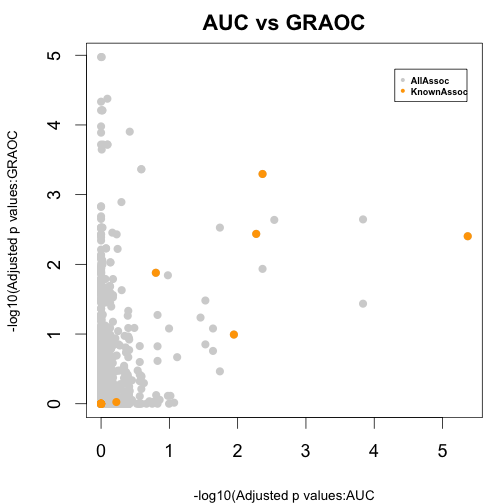 AUC vs GRAOC
AllAssoc
KnownAssoc
-log10(Adjusted p values:GRAOC
5
4
3
2
1
0
0 1 2 3 4 5
-log10(Adjusted p values:AUC